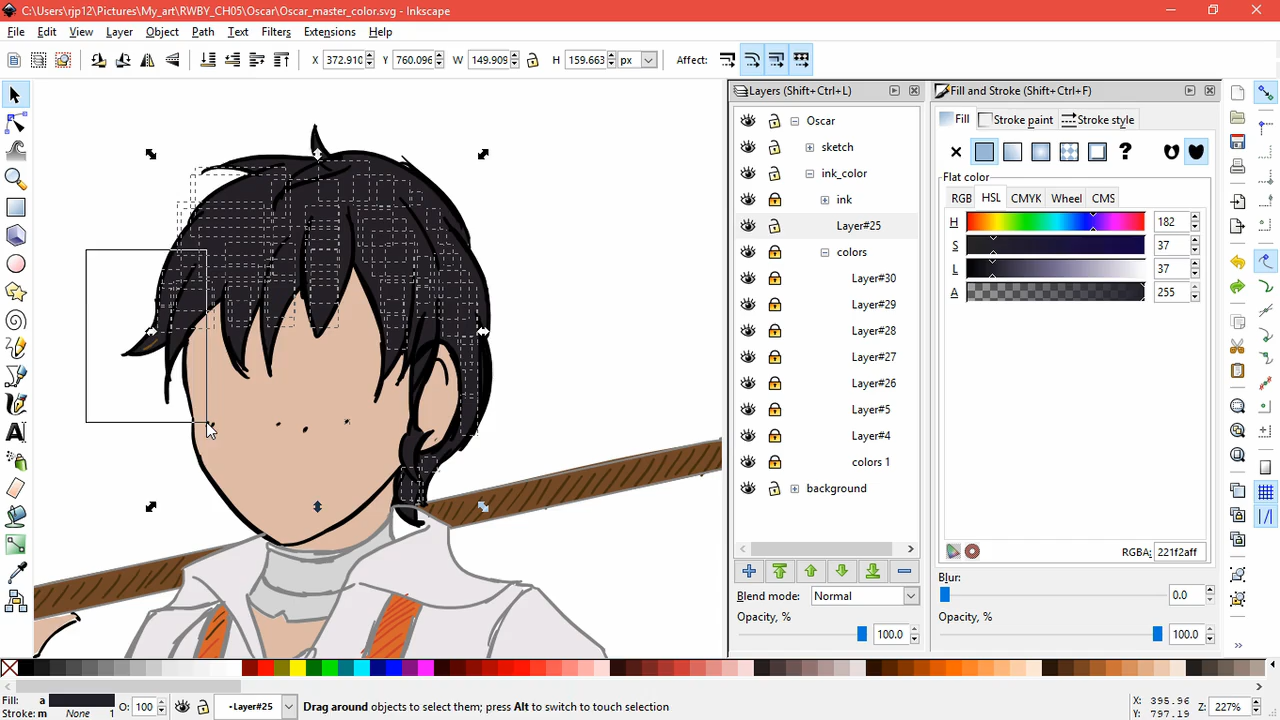 C:\Users\rjp12\Pictures\My_art\RWBY_CH05\Oscar\Oscar_master_color.svg - Inkscape
File Edit View Layer Object Path Text Filters Extensions Help
X 372.910 Y 760.096 W 149.909 H 159.663 px Affect:
Layers (Shift+Ctrl+L)
Oscar
sketch
ink_color
ink
Layer#25
colors
Layer#30
Layer#29
Layer#28
Layer#27
Layer#26
Layer#5
Layer#4
colors 1
background
Blend mode: Normal
Opacity, % 100.0
Fill and Stroke (Shift+Ctrl+F)
Fill Stroke paint Stroke style
Flat color
RGB HSL CMYK Wheel CMS
H 182
S 37
L 37
A 255
RGBA: 221f2aff
Blur:
0.0
Opacity, %
100.0
Fill: a O: 100 Layer#25 Drag around objects to select them; press Alt to switch to touch selection X: 395.96 Z: 227%
Stroke: m None 1 Y: 797.19